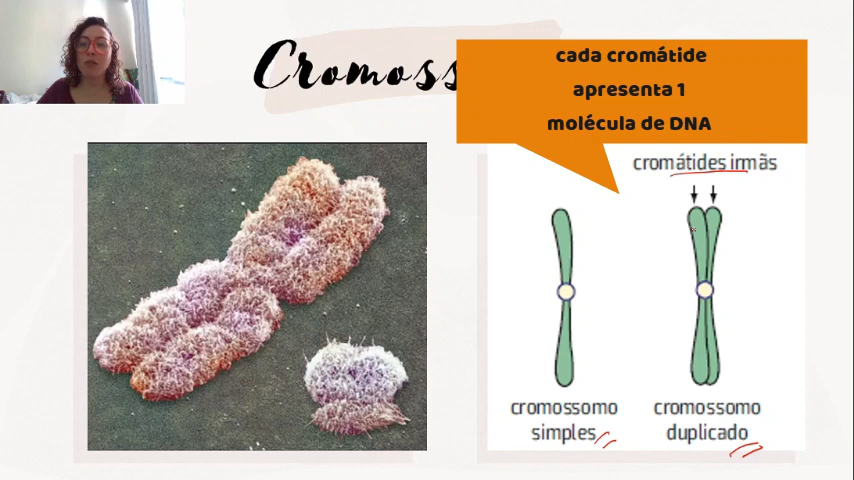 Cromoss
cada cromátide
apresenta 1
molécula de DNA
cromátides irmãs
cromossomo
simples
cromossomo
duplicado